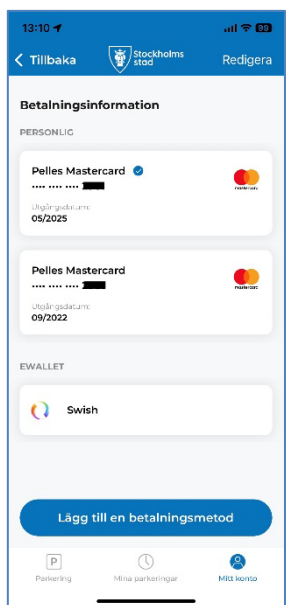 13:10
99
Tillbaka
Stockholms
stad
Redigera
Betalningsinformation
PERSONLIG
Pelles Mastercard
•••• •••• ••••
mastercard
Utgångsdatum:
05/2025
Pelles Mastercard
•••• •••• ••••
mastercard
Utgångsdatum:
09/2022
EWALLET
Swish
Lägg till en betalningsmetod
P
Parkering
Mina parkeringar
Mitt konto